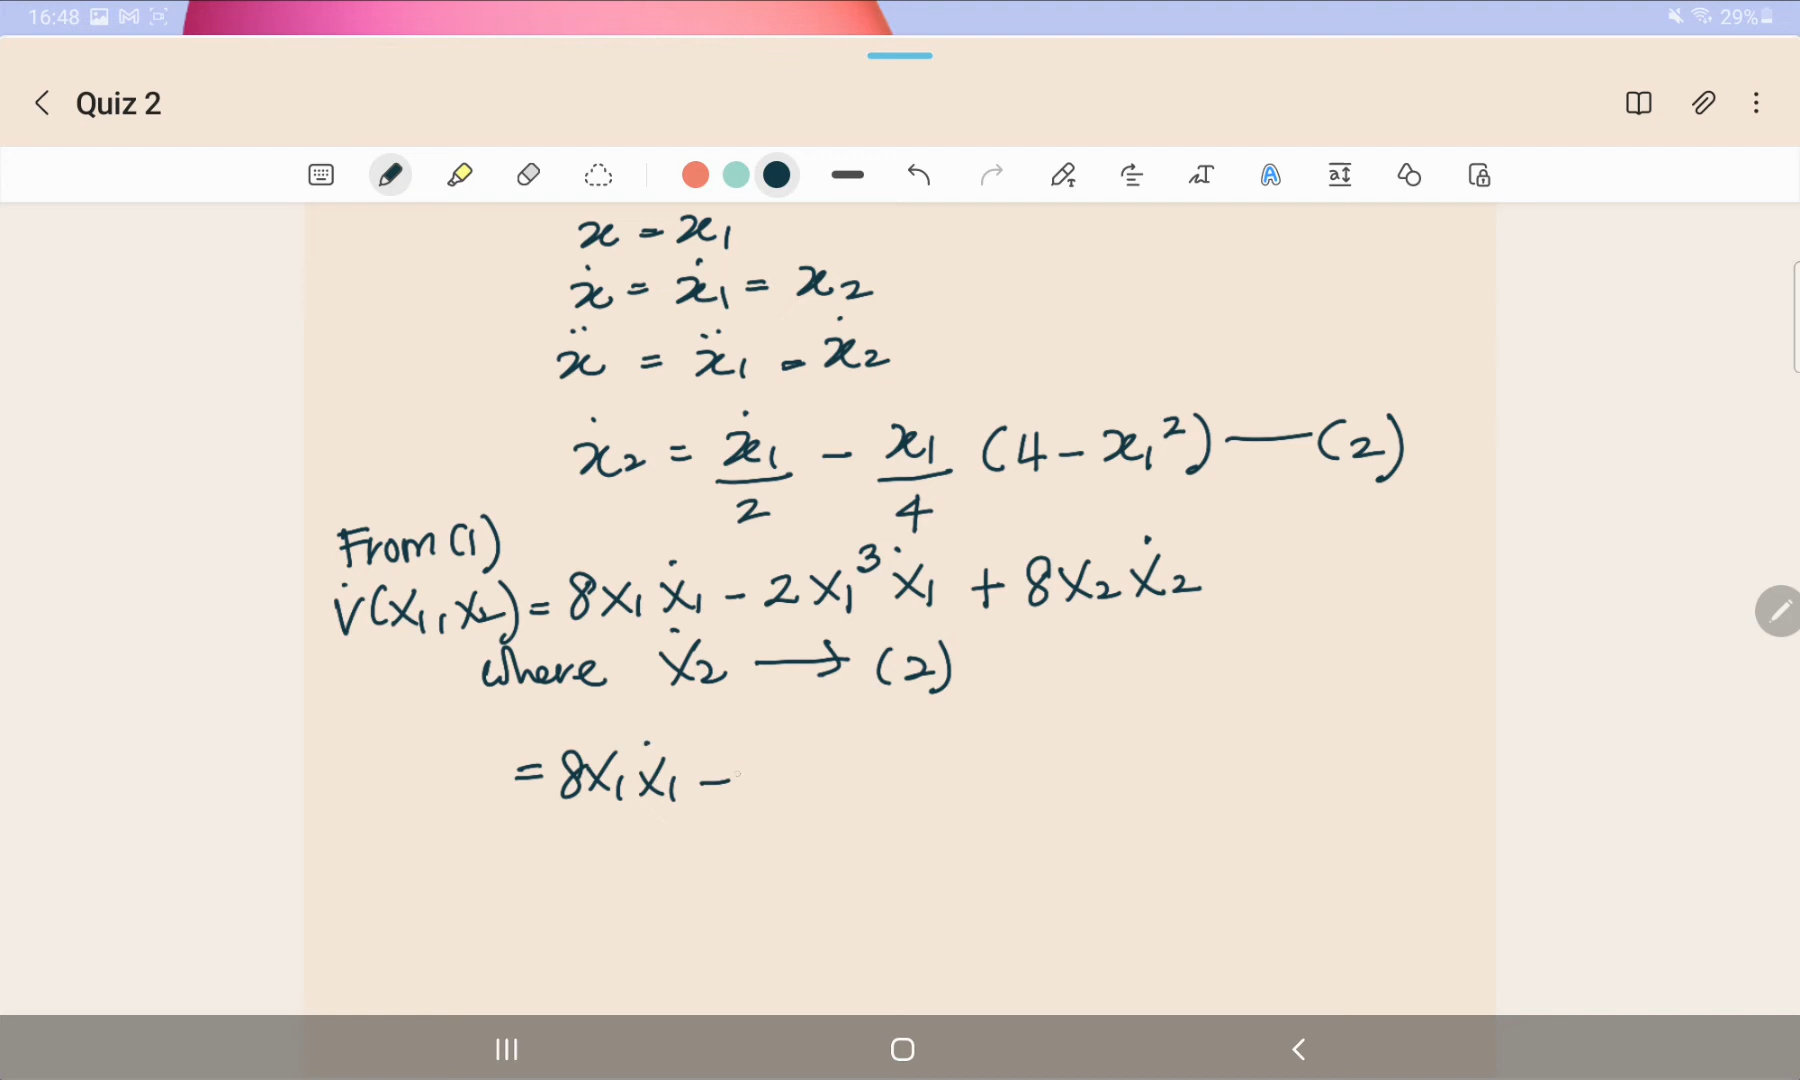 16:48 29%
Quiz 2
x = x₁
ẋ = ẋ₁ = x₂
ẍ = ẍ₁ = ẋ₂
ẋ₂ = ẋ₁/2 − x₁/4 (4 − x₁²) — (2)
From (1)
V̇(x₁, x₂) = 8x₁ẋ₁ − 2x₁³ẋ₁ + 8x₂ẋ₂
where ẋ₂ → (2)
= 8x₁ẋ₁ −